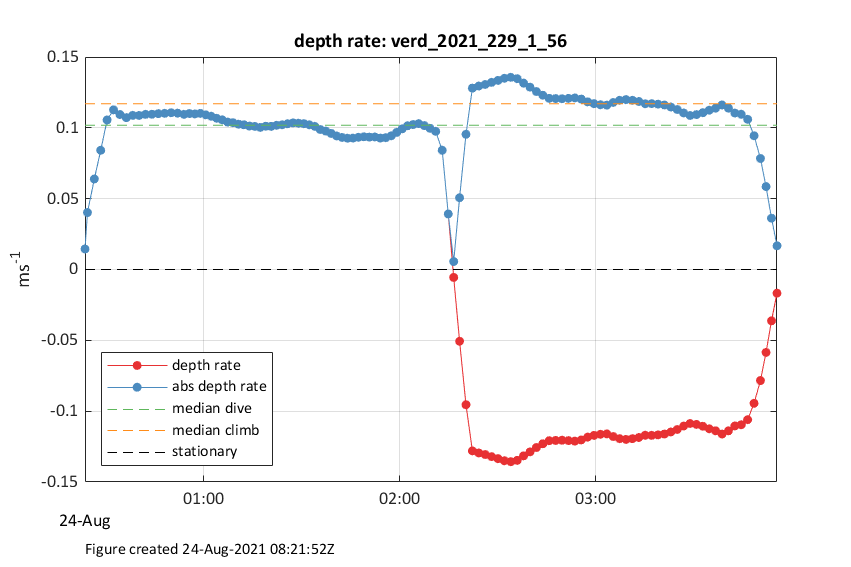 depth rate: verd_2021_229_1_56
0.15
0.1
0.05
0
-0.05
-0.1
-0.15
ms-1
depth rate
abs depth rate
median dive
median climb
stationary
01:00 02:00 03:00
24-Aug
Figure created 24-Aug-2021 08:21:52Z